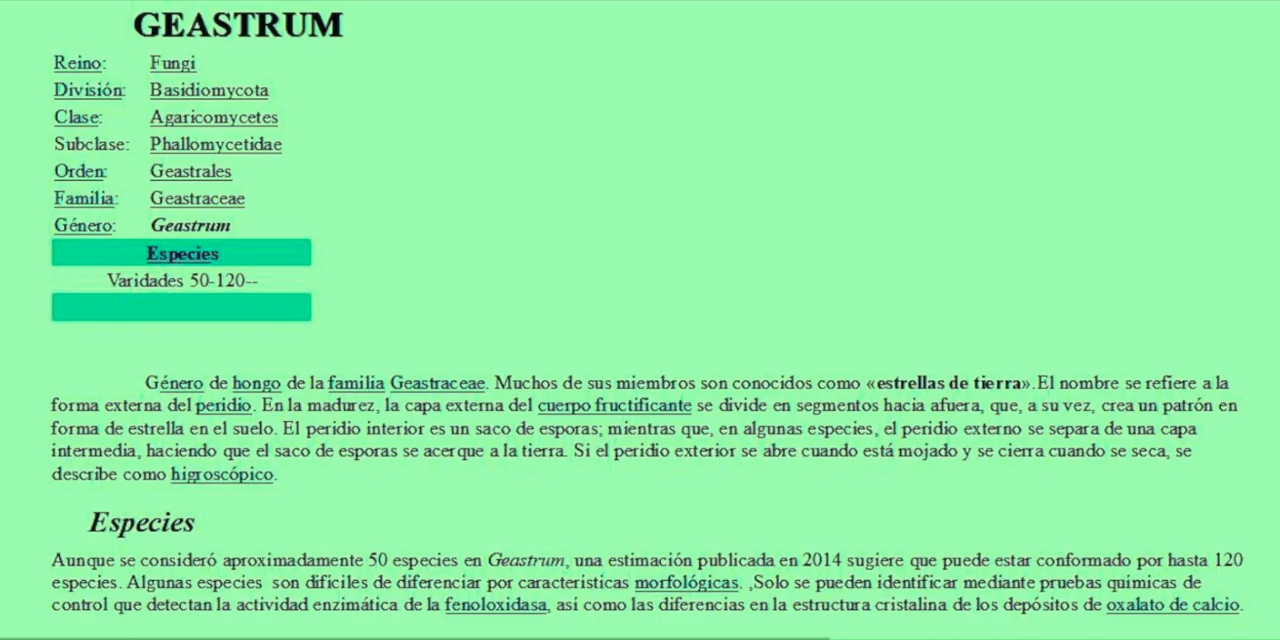 GEASTRUM
Reino: Fungi
División: Basidiomycota
Clase: Agaricomycetes
Subclase: Phallomycetidae
Orden: Geastrales
Familia: Geastraceae
Género: Geastrum
Especies
Varidades 50-120--
Género de hongo de la familia Geastraceae. Muchos de sus miembros son conocidos como «estrellas de tierra».El nombre se refiere a la
forma externa del peridio. En la madurez, la capa externa del cuerpo fructificante se divide en segmentos hacia afuera, que, a su vez, crea un patrón en
forma de estrella en el suelo. El peridio interior es un saco de esporas; mientras que, en algunas especies, el peridio externo se separa de una capa
intermedia, haciendo que el saco de esporas se acerque a la tierra. Si el peridio exterior se abre cuando está mojado y se cierra cuando se seca, se
describe como higroscópico.
Especies
Aunque se consideró aproximadamente 50 especies en Geastrum, una estimación publicada en 2014 sugiere que puede estar conformado por hasta 120
especies. Algunas especies son difíciles de diferenciar por características morfológicas. ,Solo se pueden identificar mediante pruebas químicas de
control que detectan la actividad enzimática de la fenoloxidasa, así como las diferencias en la estructura cristalina de los depósitos de oxalato de calcio.